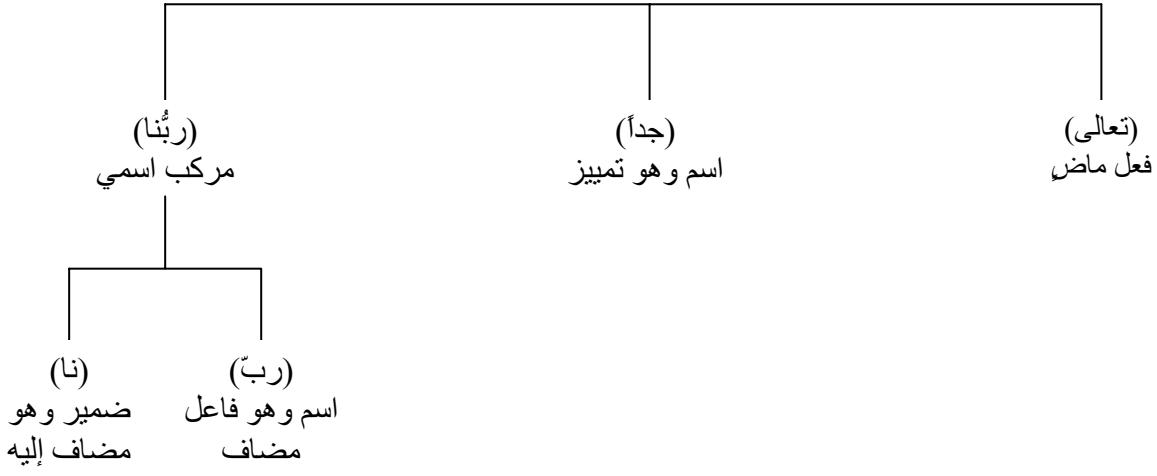 (تعالى)
فعل ماضٍ
(جداً)
اسم وهو تمييز
(ربُّنا)
مركب اسمي
(ربّ)
اسم وهو فاعل
مضاف
(نا)
ضمير وهو
مضاف إليه